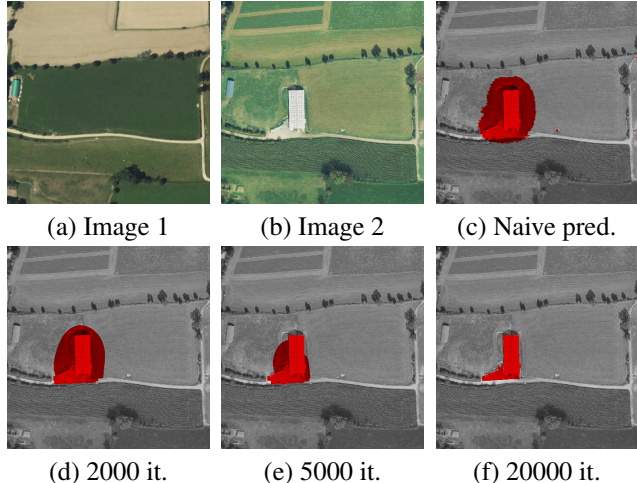 (a) Image 1
(b) Image 2
(c) Naive pred.
(d) 2000 it.
(e) 5000 it.
(f) 20000 it.